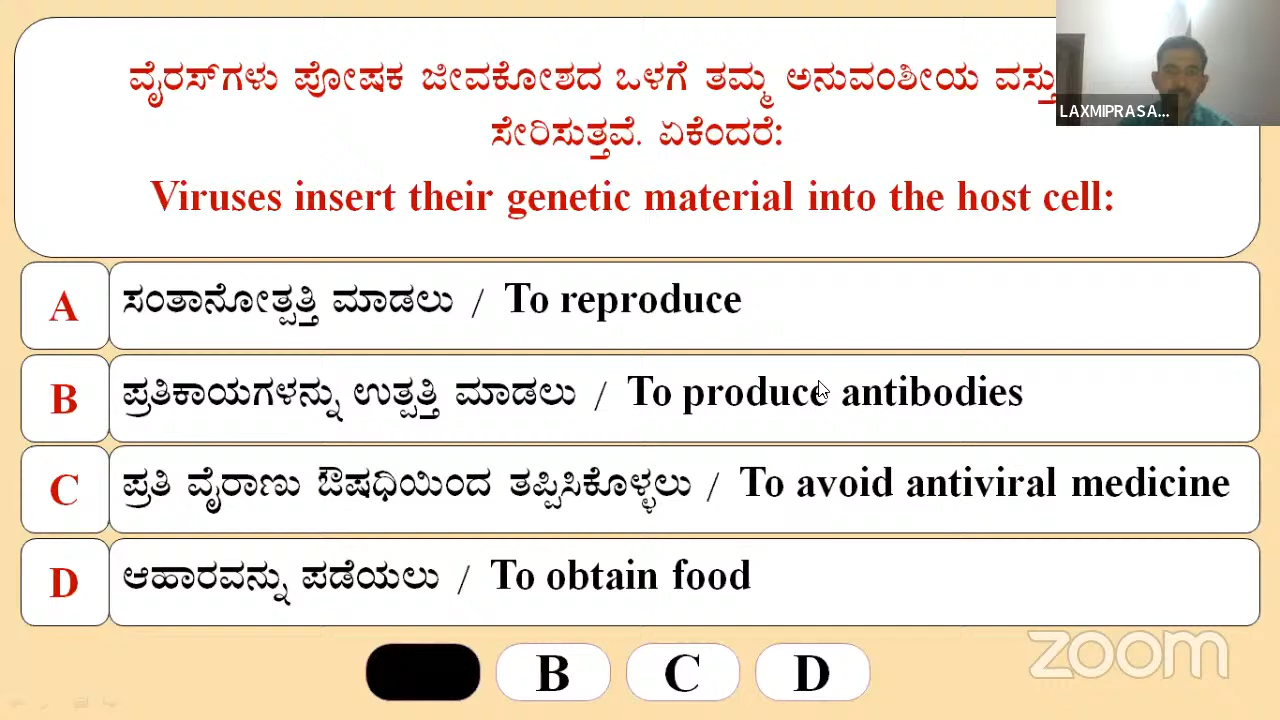 ವೈರಸ್‌ಗಳು ಪೋಷಕ ಜೀವಕೋಶದ ಒಳಗೆ ತಮ್ಮ ಅನುವಂಶೀಯ
ಸೇರಿಸುತ್ತವೆ. ಏಕೆಂದರೆ:
Viruses insert their genetic material into the host cell:
A ಸಂತಾನೋತ್ಪತ್ತಿ ಮಾಡಲು / To reproduce
B ಪ್ರತಿಕಾಯಗಳನ್ನು ಉತ್ಪತ್ತಿ ಮಾಡಲು / To produce antibodies
C ಪ್ರತಿ ವೈರಾಣು ಔಷಧಿಯಿಂದ ತಪ್ಪಿಸಿಕೊಳ್ಳಲು / To avoid antiviral medicine
D ಆಹಾರವನ್ನು ಪಡೆಯಲು / To obtain food
B C D
LAXMIPRASA...
zoom